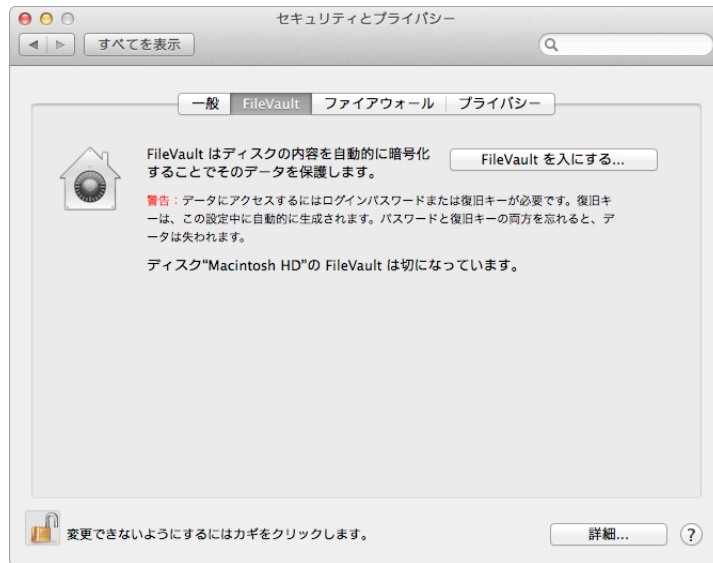 セキュリティとプライバシー
すべてを表示
一般 FileVault ファイアウォール プライバシー
FileVault はディスクの内容を自動的に暗号化
することでそのデータを保護します。
FileVault を入にする...
警告：データにアクセスするにはログインパスワードまたは復旧キーが必要です。復旧キ
ーは、この設定中に自動的に生成されます。パスワードと復旧キーの両方を忘れると、デ
ータは失われます。
ディスク“Macintosh HD”の FileVault は切になっています。
変更できないようにするにはカギをクリックします。
詳細...
?